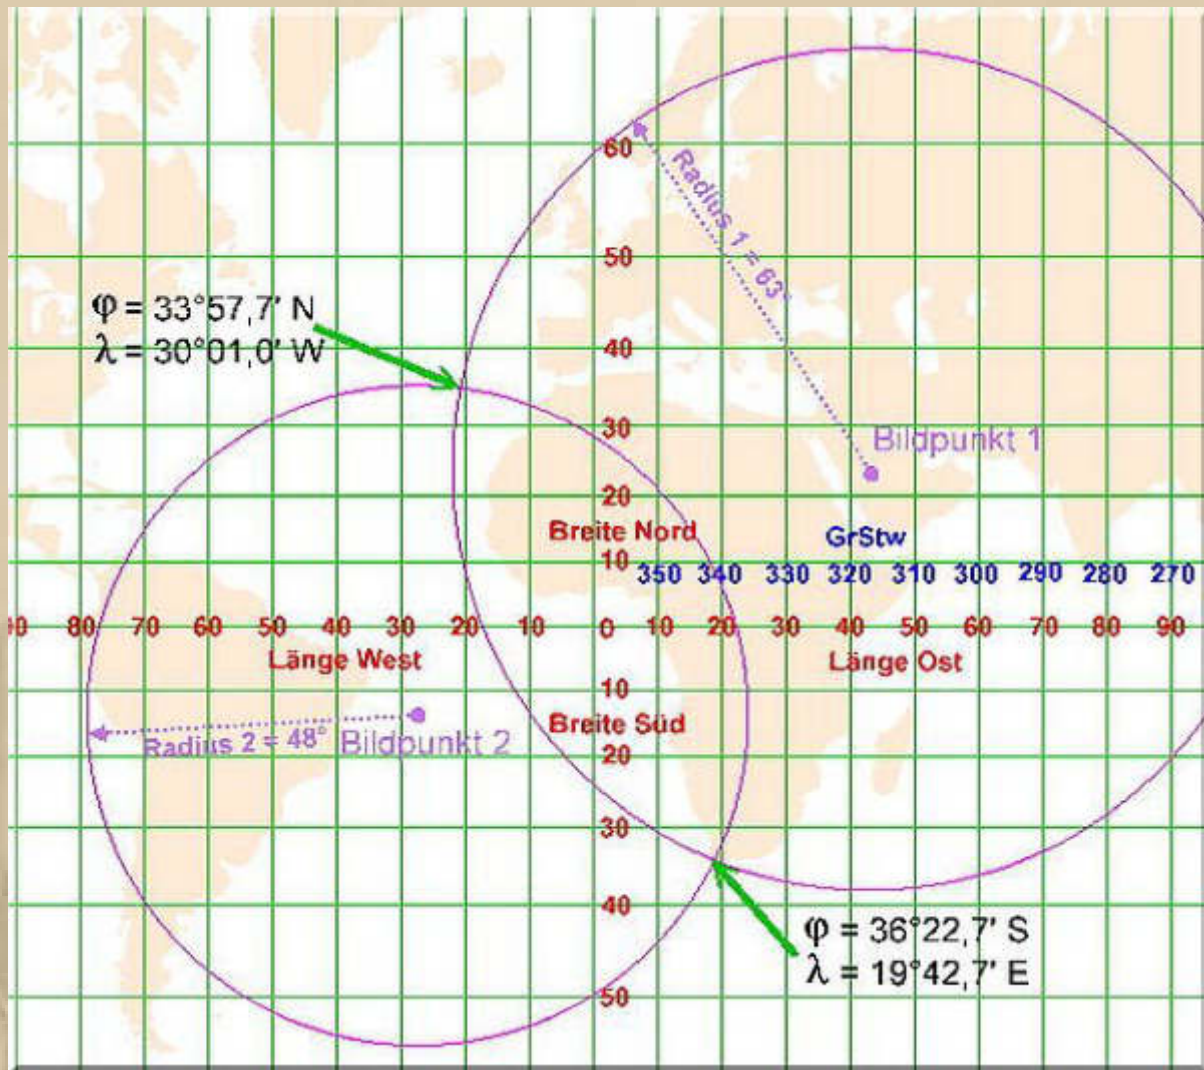 60
Radius 1 = 63°
50
φ = 33°57,7' N
λ = 30°01,0' W
40
30
Bildpunkt 1
20
Breite Nord
GrStw
10
350 340 330 320 310 300 290 280 270
90 80 70 60 50 40 30 20 10 0 10 20 30 40 50 60 70 80 90
Länge West
Länge Ost
10
Breite Süd
Radius 2 = 48°
Bildpunkt 2
20
30
40
φ = 36°22,7' S
λ = 19°42,7' E
50